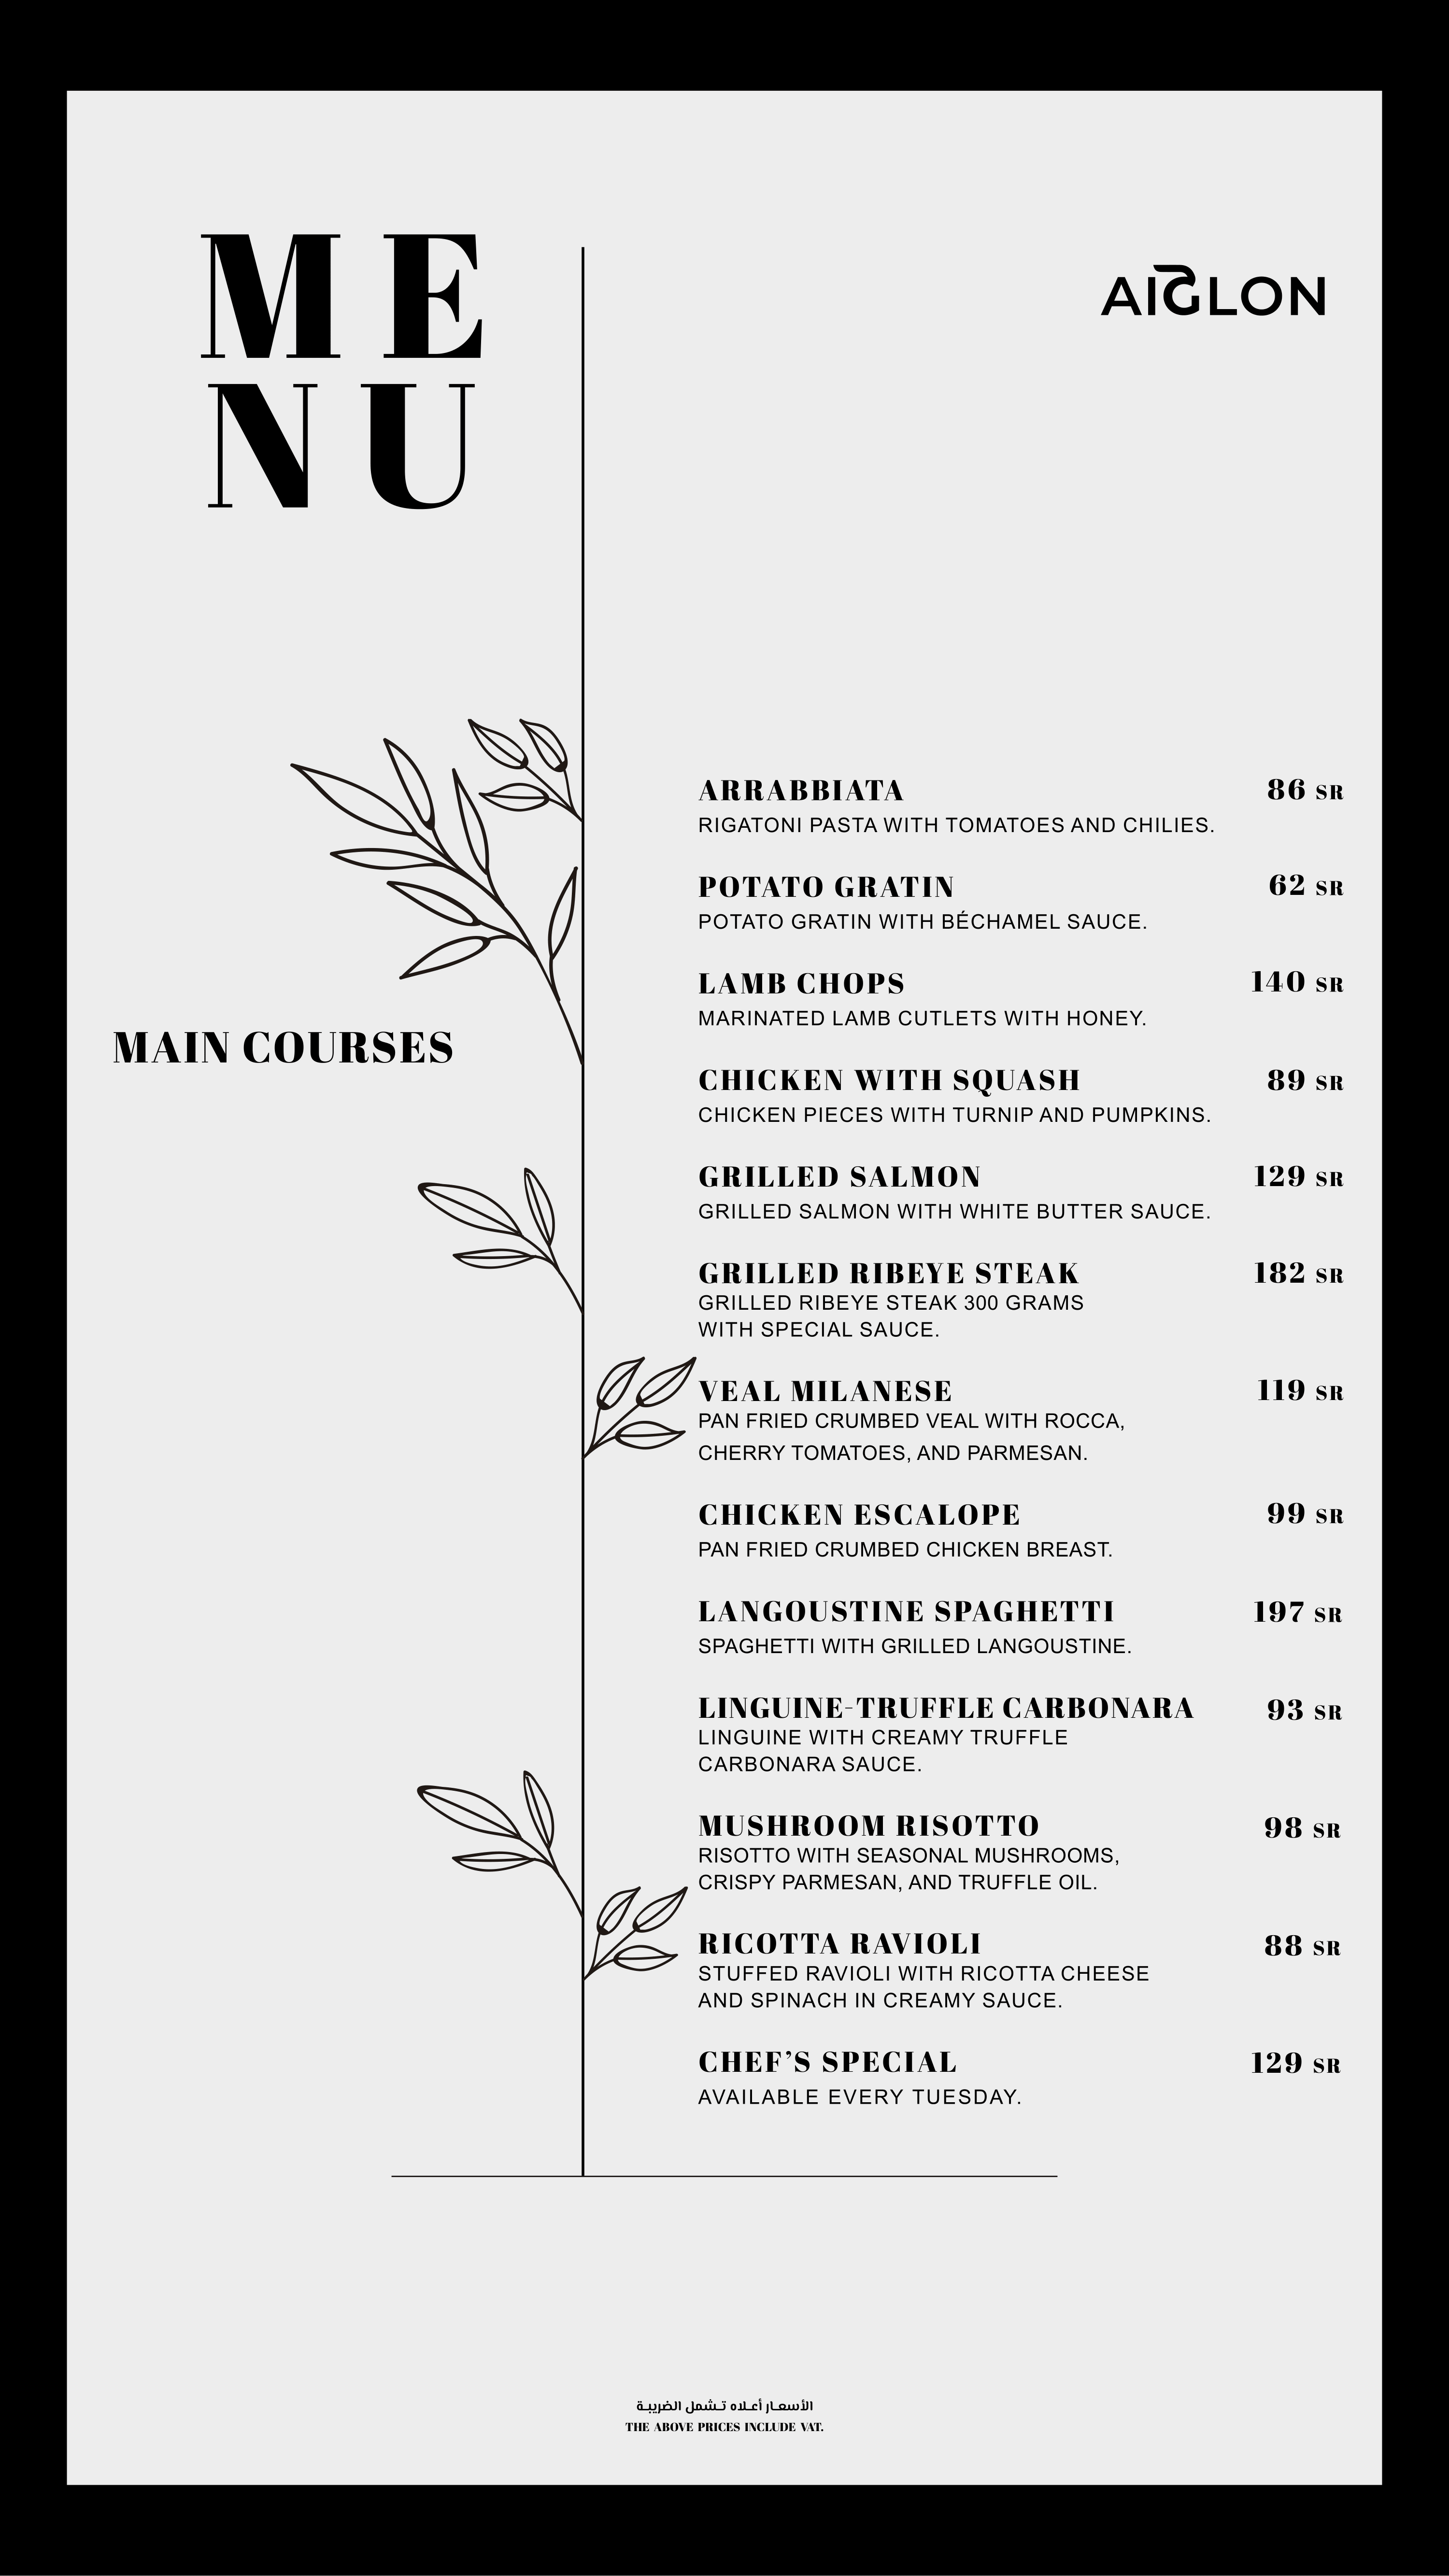 ME
NU
AIGLON
MAIN COURSES
ARRABBIATA 86 SR
RIGATONI PASTA WITH TOMATOES AND CHILIES.
POTATO GRATIN 62 SR
POTATO GRATIN WITH BÉCHAMEL SAUCE.
LAMB CHOPS 140 SR
MARINATED LAMB CUTLETS WITH HONEY.
CHICKEN WITH SQUASH 89 SR
CHICKEN PIECES WITH TURNIP AND PUMPKINS.
GRILLED SALMON 129 SR
GRILLED SALMON WITH WHITE BUTTER SAUCE.
GRILLED RIBEYE STEAK 182 SR
GRILLED RIBEYE STEAK 300 GRAMS
WITH SPECIAL SAUCE.
VEAL MILANESE 119 SR
PAN FRIED CRUMBED VEAL WITH ROCCA,
CHERRY TOMATOES, AND PARMESAN.
CHICKEN ESCALOPE 99 SR
PAN FRIED CRUMBED CHICKEN BREAST.
LANGOUSTINE SPAGHETTI 197 SR
SPAGHETTI WITH GRILLED LANGOUSTINE.
LINGUINE-TRUFFLE CARBONARA 93 SR
LINGUINE WITH CREAMY TRUFFLE
CARBONARA SAUCE.
MUSHROOM RISOTTO 98 SR
RISOTTO WITH SEASONAL MUSHROOMS,
CRISPY PARMESAN, AND TRUFFLE OIL.
RICOTTA RAVIOLI 88 SR
STUFFED RAVIOLI WITH RICOTTA CHEESE
AND SPINACH IN CREAMY SAUCE.
CHEF’S SPECIAL 129 SR
AVAILABLE EVERY TUESDAY.
الأسعـار أعـلاه تـشمل الضريبـة
THE ABOVE PRICES INCLUDE VAT.